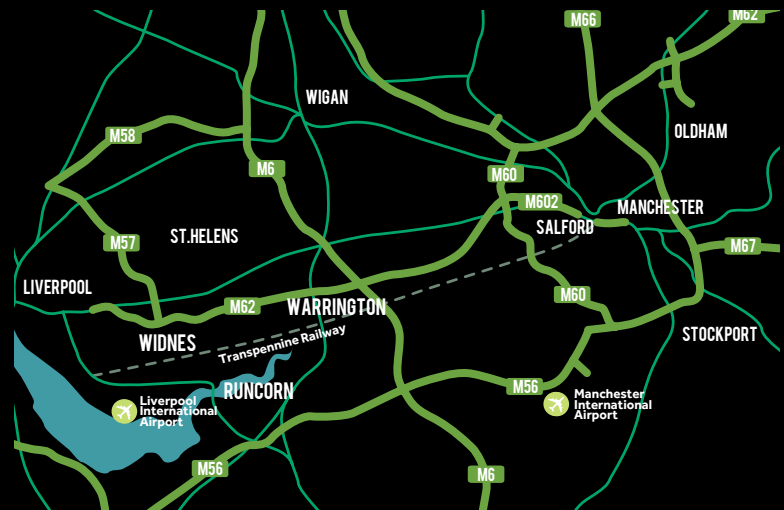 M62
M66
WIGAN
M58
OLDHAM
M6
M60
M602
MANCHESTER
SALFORD
ST.HELENS
M57
M67
LIVERPOOL
M60
M62
WARRINGTON
WIDNES
Transpennine Railway
STOCKPORT
RUNCORN
M56
Liverpool
International
Airport
Manchester
International
Airport
M56
M6